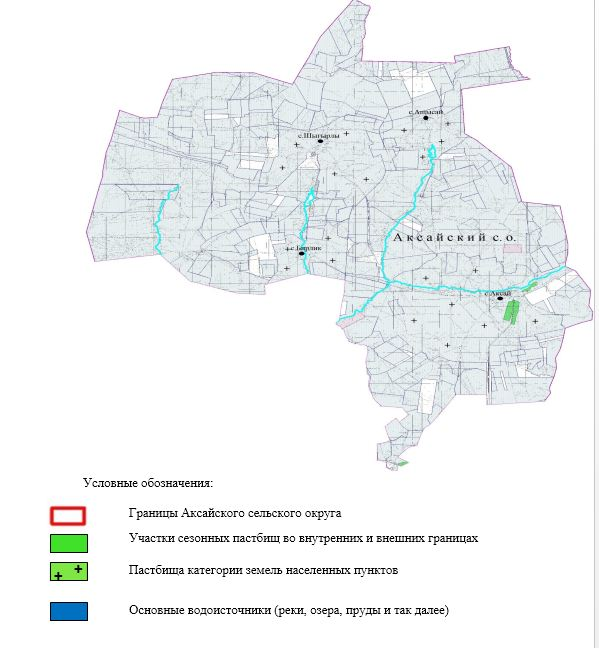 с.Апцасай
с.Шыгырлы
Аксайский с. о.
с.Бирлик
с.Аксай
Условные обозначения:
Границы Аксайского сельского округа
Участки сезонных пастбищ во внутренних и внешних границах
Пастбища категории земель населенных пунктов
Основные водоисточники (реки, озера, пруды и так далее)